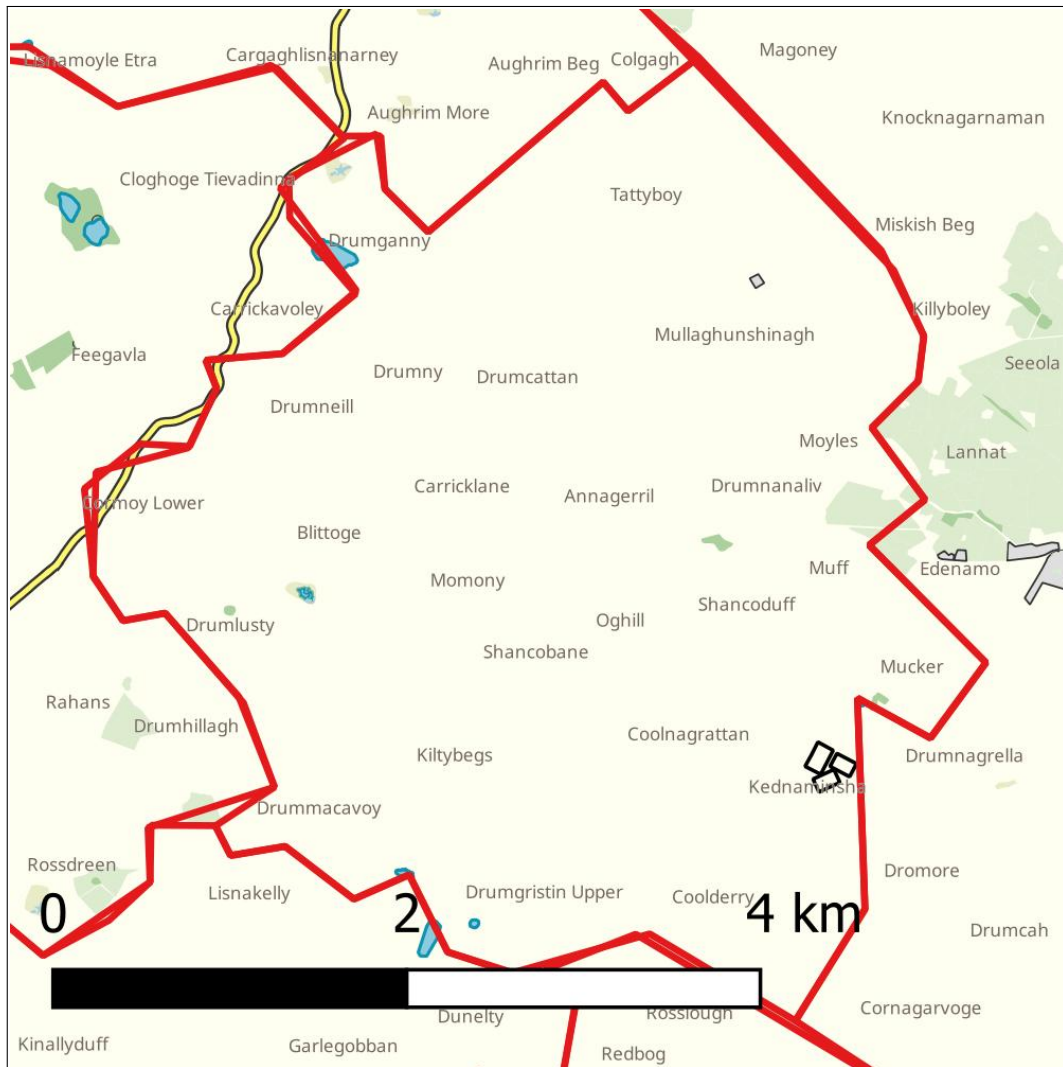 Magoney
Cargaghlisnanarney
Lisnamoyle Etra
Aughrim Beg
Colgagh
Aughrim More
Knocknagarnaman
Cloghoge Tievadinna
Tattyboy
Miskish Beg
Drumganny
Carrickavoley
Killyboley
Mullaghunshinagh
Feegavla
Seeola
Drumny
Drumcattan
Drumneill
Moyles
Lannat
Carricklane
Annagerril
Drumnanaliv
Cormoy Lower
Blittoge
Muff
Edenamo
Momony
Shancoduff
Oghill
Drumlusty
Shancobane
Mucker
Rahans
Drumhillagh
Coolnagrattan
Kiltybegs
Drumnagrella
Kednaminsha
Drummacavoy
Rossdreen
Dromore
Lisnakelly
Drumgristin Upper
Coolderry
0 2 4 km
Drumcah
Cornagarvoge
Dunelty
Rosslough
Kinallyduff
Garlegobban
Redbog